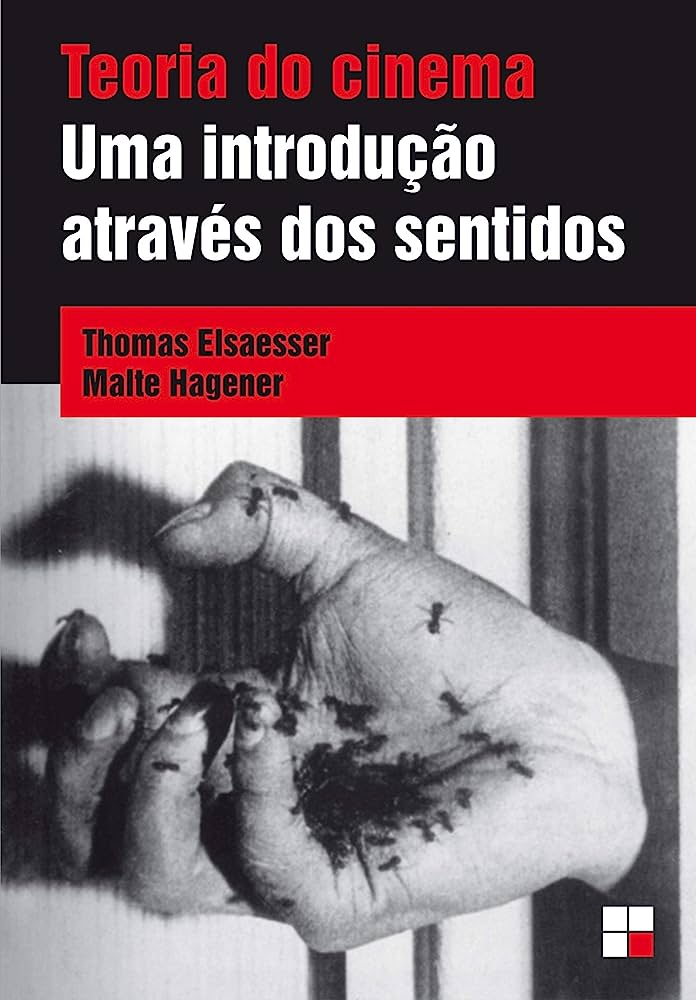 Teoria do cinema
Uma introdução
através dos sentidos
Thomas Elsaesser
Malte Hagener